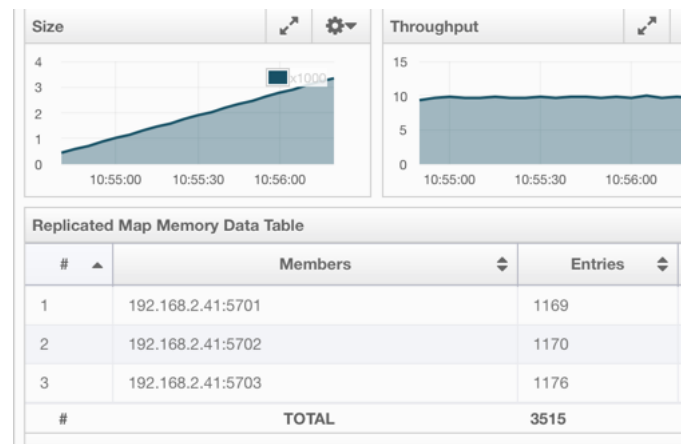 Size
Throughput
4
3
2
1
0
x1000
10:55:00 10:55:30 10:56:00
15
10
5
0
10:55:00 10:55:30 10:56:00
Replicated Map Memory Data Table
# Members Entries
1 192.168.2.41:5701 1169
2 192.168.2.41:5702 1170
3 192.168.2.41:5703 1176
# TOTAL 3515